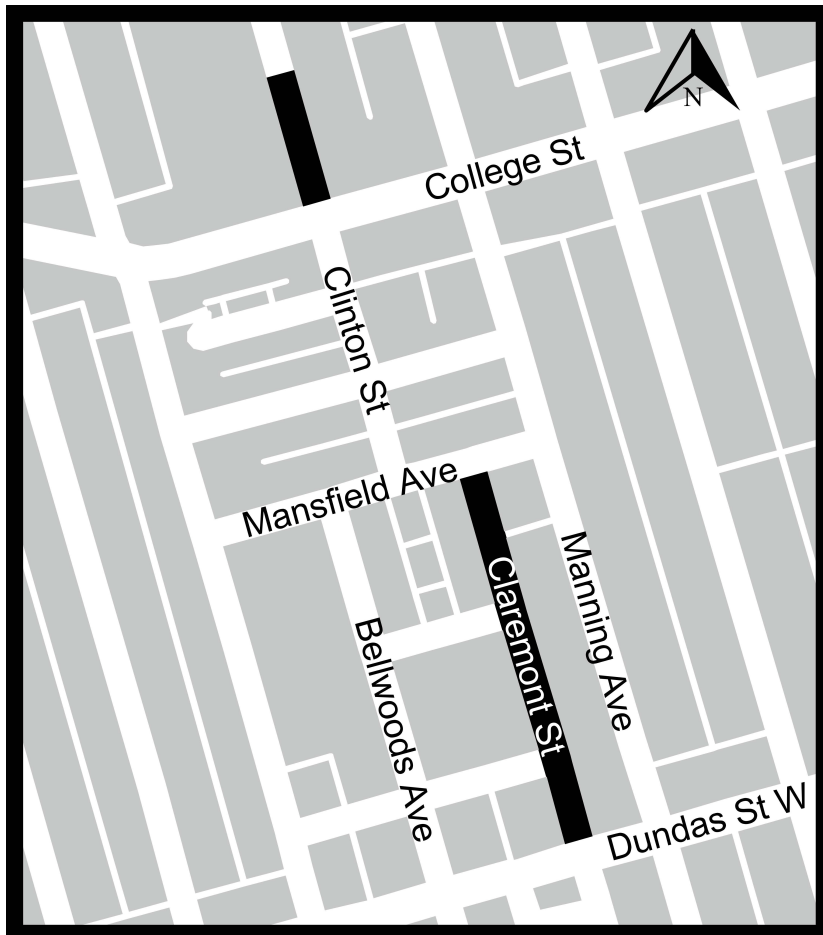 N
College St
Clinton St
Mansfield Ave
Claremont St
Manning Ave
Bellwoods Ave
Dundas St W